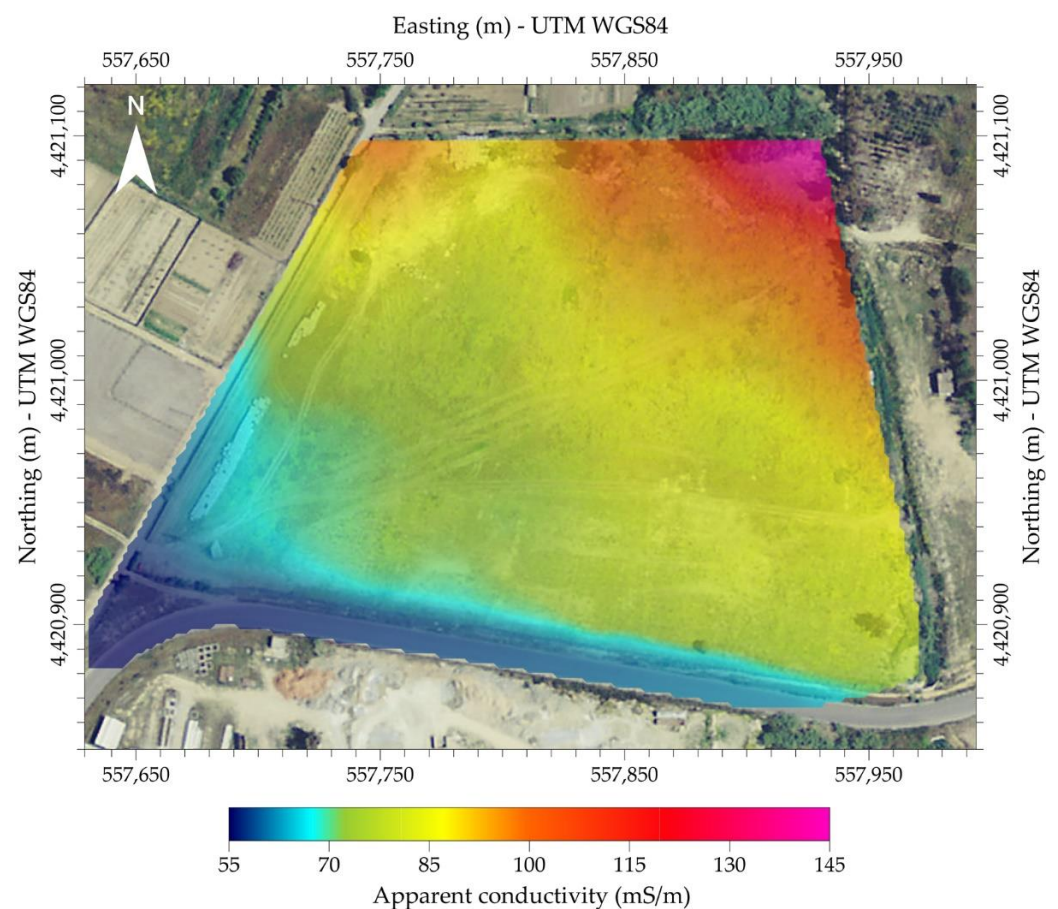 Easting (m) - UTM WGS84
557,650 557,750 557,850 557,950
N
4,421,100
4,421,000
4,420,900
Northing (m) - UTM WGS84
4,421,100
4,421,000
4,420,900
Northing (m) - UTM WGS84
557,650 557,750 557,850 557,950
55 70 85 100 115 130 145
Apparent conductivity (mS/m)